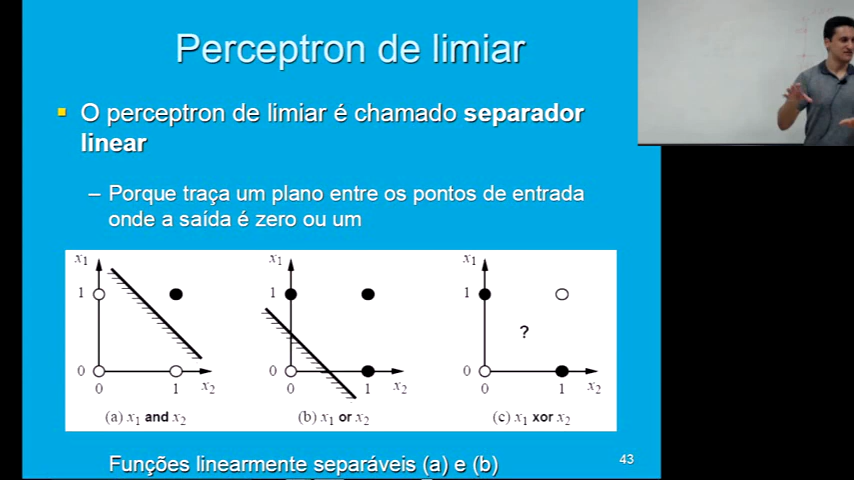 Perceptron de limiar
O perceptron de limiar é chamado separador
linear
– Porque traça um plano entre os pontos de entrada
onde a saída é zero ou um
x1 x1 x1
1 1 1
?
0 0 0
0 1 x2 0 1 x2 0 1 x2
(a) x1 and x2 (b) x1 or x2 (c) x1 xor x2
Funções linearmente separáveis (a) e (b)
43